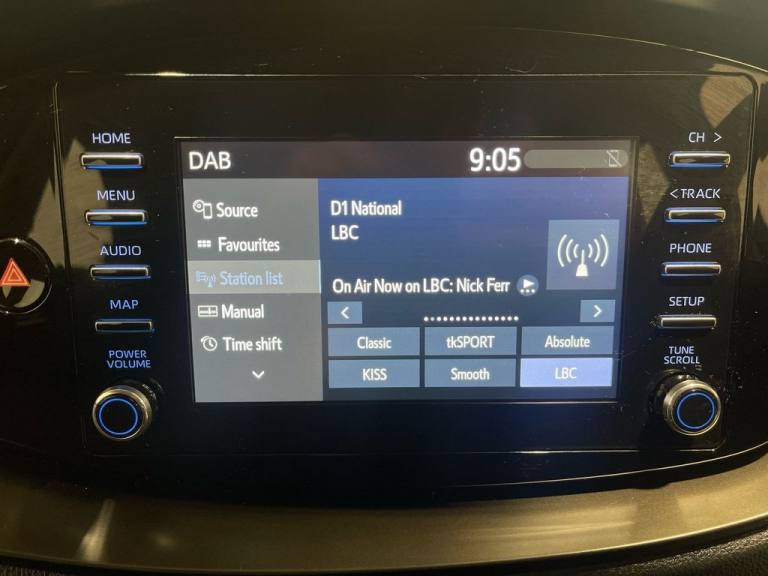 HOME
MENU
AUDIO
MAP
POWER
VOLUME
DAB
9:05
Source
Favourites
Station list
Manual
Time shift
D1 National
LBC
On Air Now on LBC: Nick Ferr
<
>
Classic
tkSPORT
Absolute
KISS
Smooth
LBC
CH >
< TRACK
PHONE
SETUP
TUNE
SCROLL